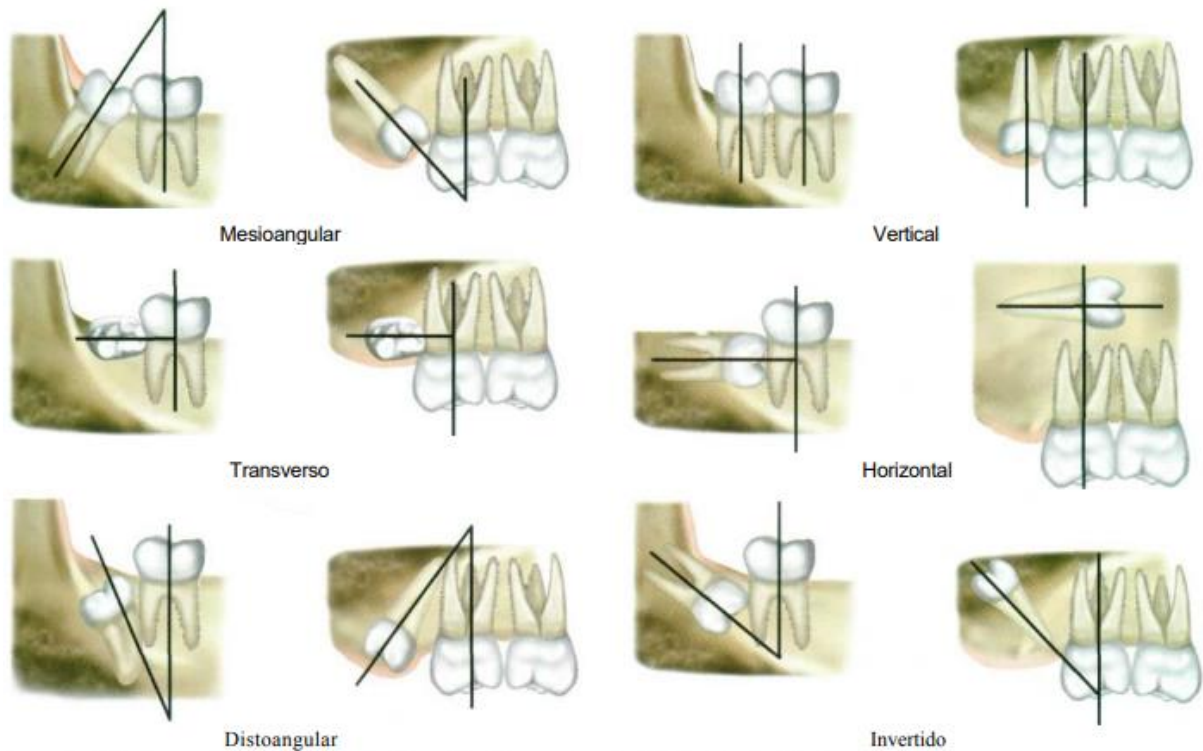 Mesioangular
Vertical
Transverso
Horizontal
Distoangular
Invertido